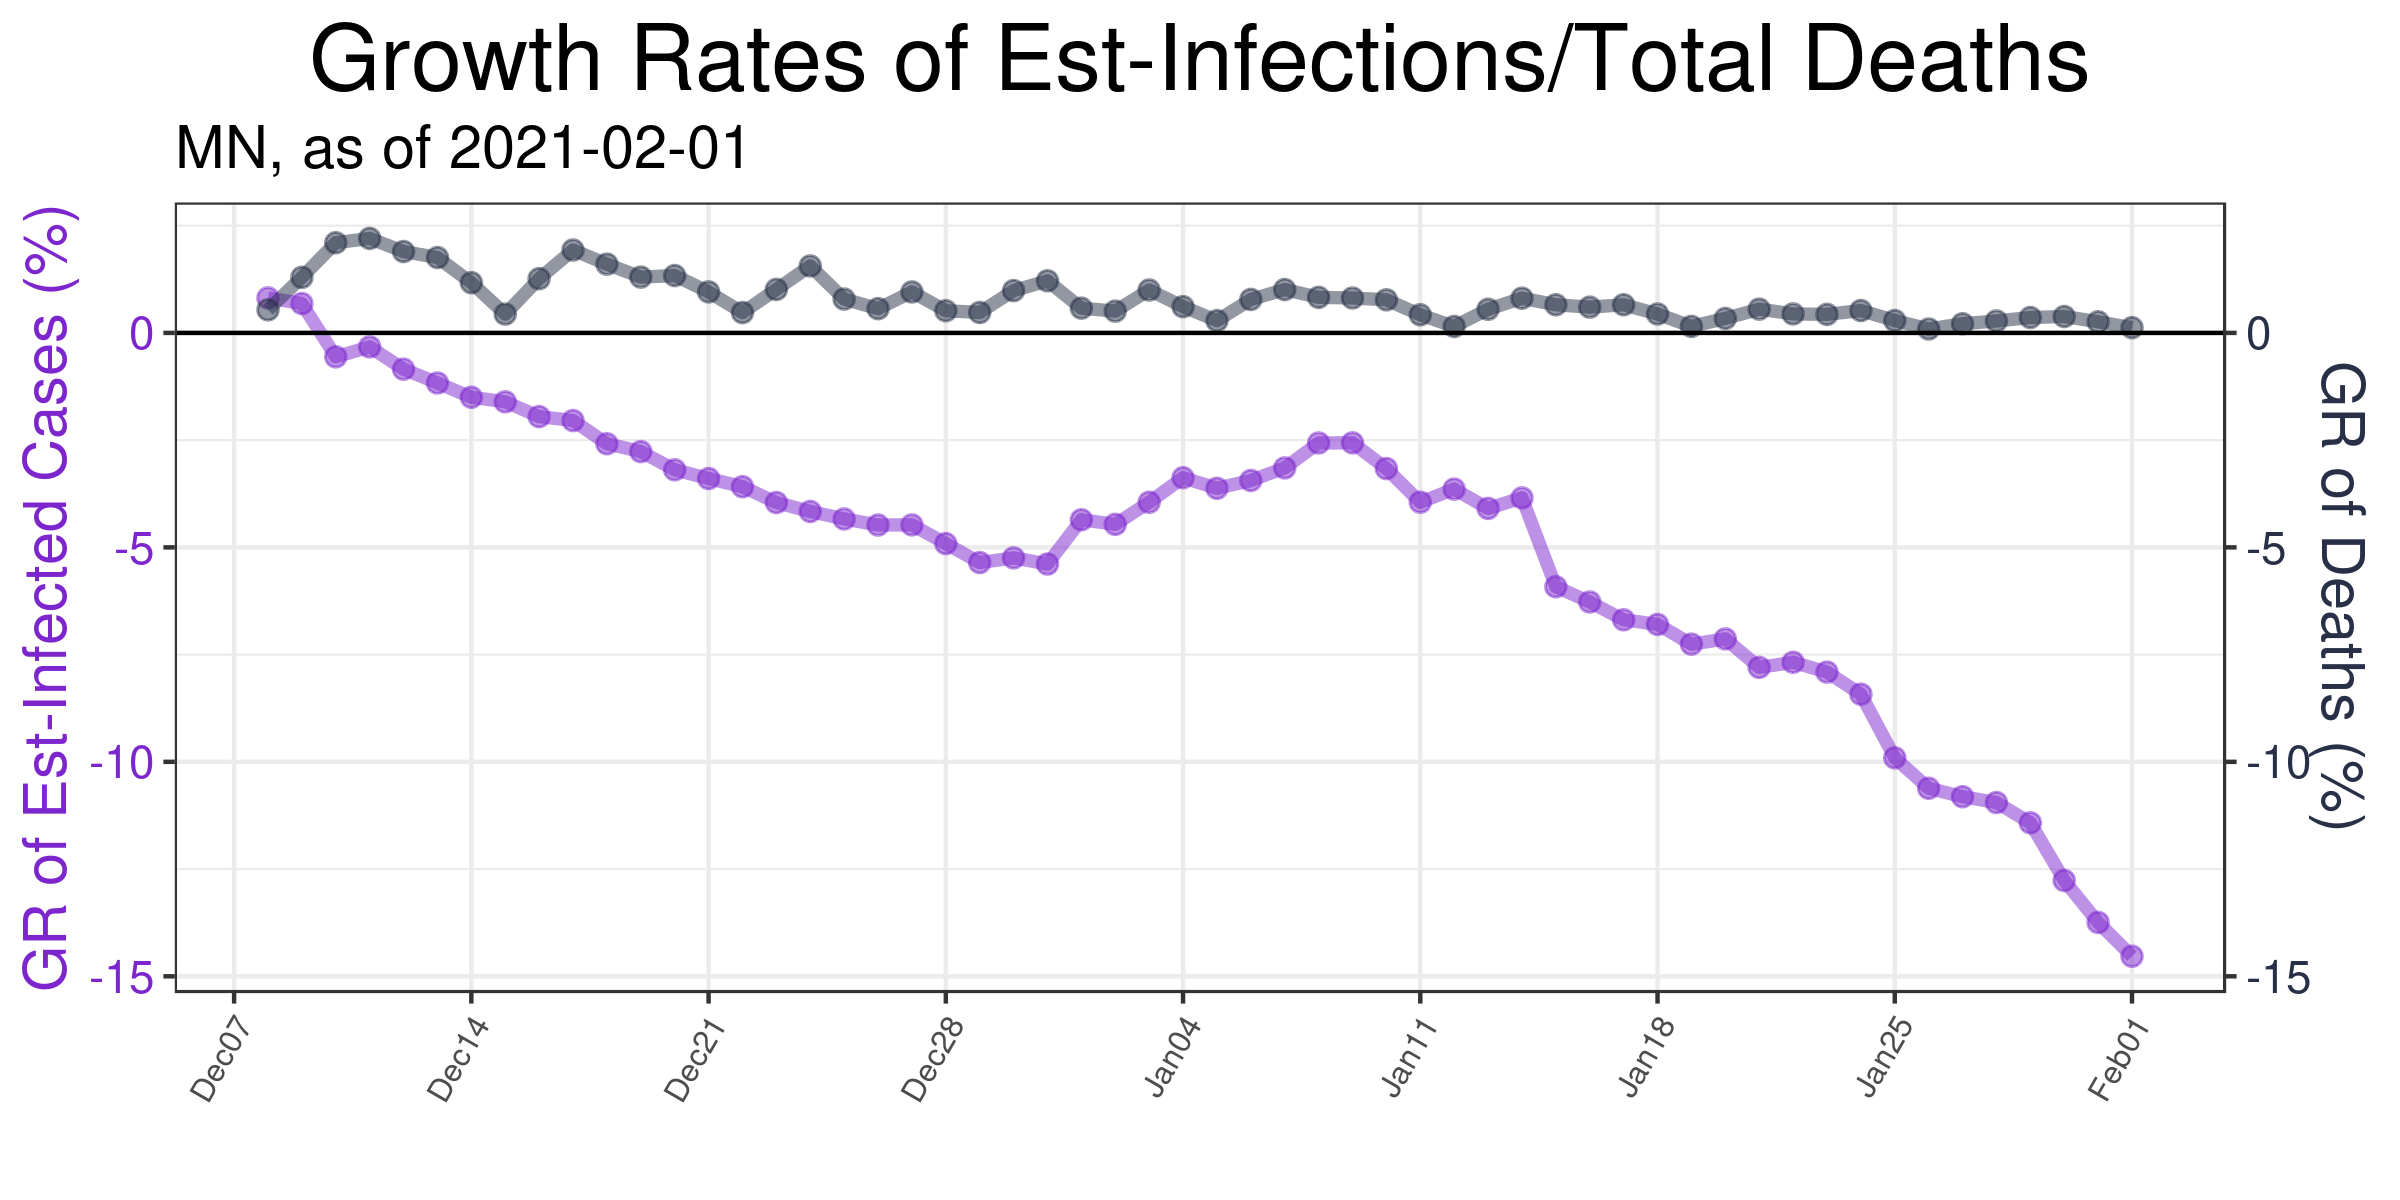 Growth Rates of Est-Infections/Total Deaths
MN, as of 2021-02-01
GR of Est-Infected Cases (%)
0
-5
-10
-15
0
-5
-10
-15
GR of Deaths (%)
Dec07
Dec14
Dec21
Dec28
Jan04
Jan11
Jan18
Jan25
Feb01